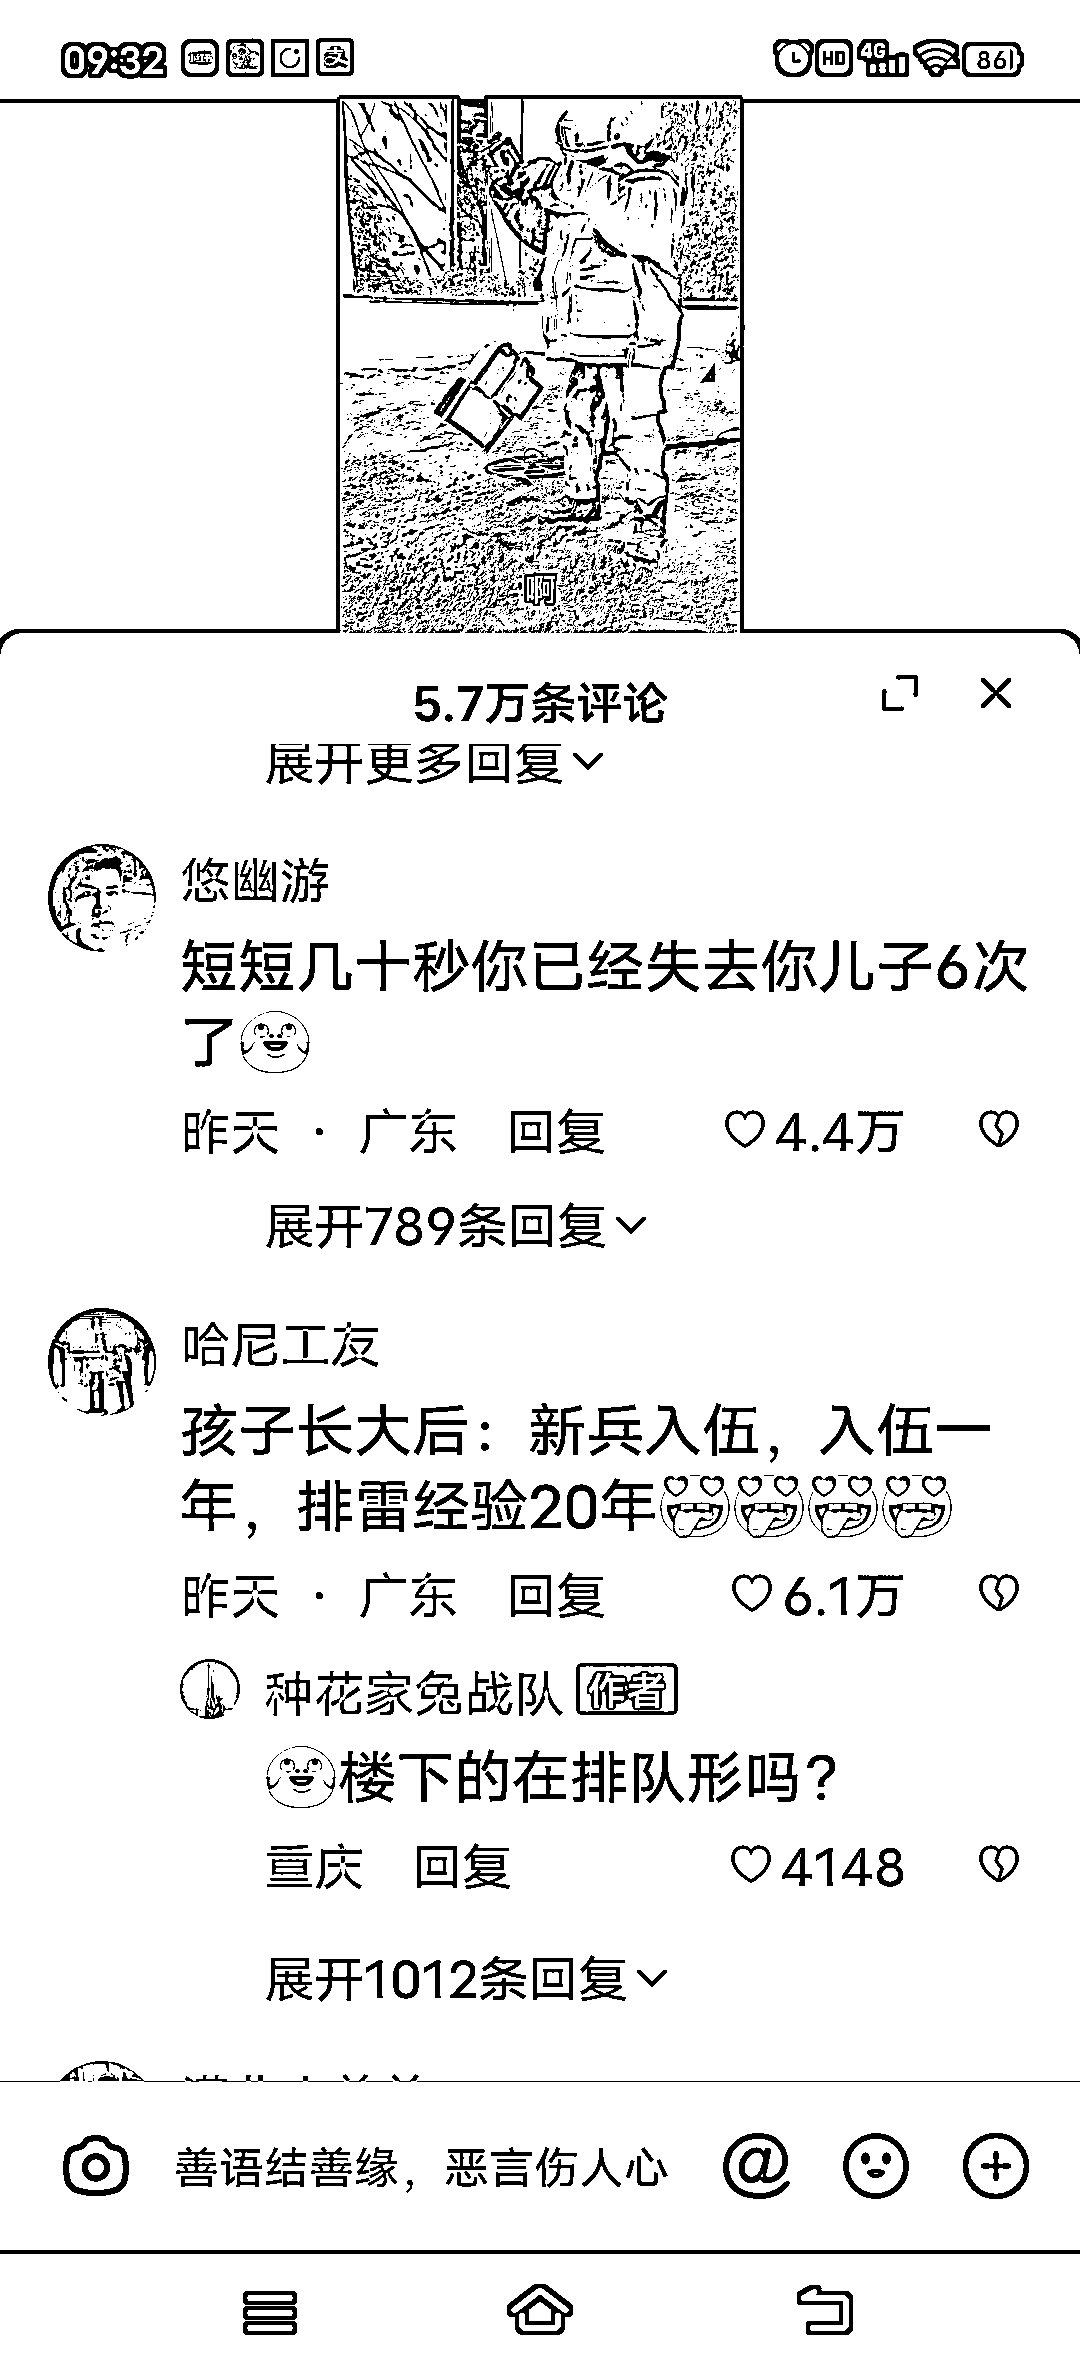 09:32 HD 4G 86
啊
5.7万条评论
展开更多回复
悠幽游
短短几十秒你已经失去你儿子6次
了
昨天 · 广东 回复 4.4万
展开789条回复
哈尼工友
孩子长大后：新兵入伍，入伍一
年，排雷经验20年
昨天 · 广东 回复 6.1万
种花家兔战队 作者
楼下的在排队形吗？
重庆 回复 4148
展开1012条回复
善语结善缘，恶言伤人心